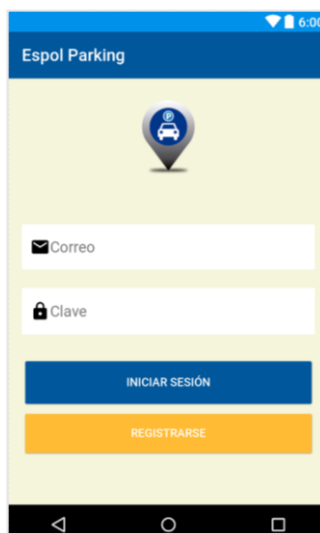 6:00
Espol Parking
P
Correo
Clave
INICIAR SESIÓN
REGISTRARSE